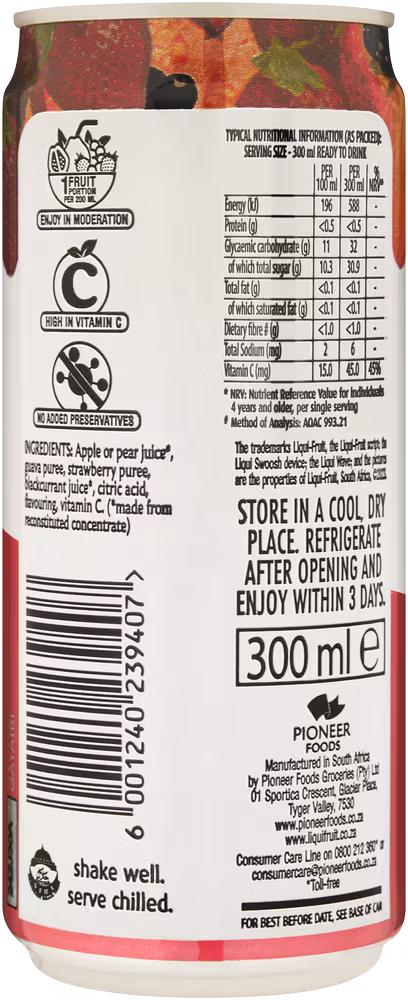 1 FRUIT
PORTION
PER 200 ML
ENJOY IN MODERATION
C
HIGH IN VITAMIN C
NO ADDED PRESERVATIVES
INGREDIENTS: Apple or pear juice*,
guava puree, strawberry puree,
blackcurrant juice*, citric acid,
flavouring, vitamin C. (*made from
reconstituted concentrate)
6 001240 239407 >
shake well.
serve chilled.
TYPICAL NUTRITIONAL INFORMATION (AS PACKED):
SERVING SIZE - 300 ml READY TO DRINK
PER 100 ml PER 300 ml % NRV*
Energy (kJ) 196 588 -
Protein (g) <0.5 <0.5 -
Glycaemic carbohydrate (g) 11 32 -
of which total sugar (g) 10.3 30.9 -
Total fat (g) <0.1 <0.1 -
of which saturated fat (g) <0.1 <0.1 -
Dietary fibre # (g) <1.0 <1.0 -
Total Sodium (mg) 2 6 -
Vitamin C (mg) 15.0 45.0 45%
* NRV: Nutrient Reference Value for Individuals
4 years and older, per single serving
# Method of Analysis: AOAC 993.21
The trademarks Liqui-Fruit, the Liqui-Fruit script, the
Liqui Swoosh device; the Liqui Wave; and the pictures
are the properties of Liqui-Fruit, South Africa,
STORE IN A COOL, DRY
PLACE. REFRIGERATE
AFTER OPENING AND
ENJOY WITHIN 3 DAYS.
300 ml e
PIONEER
FOODS
Manufactured in South Africa
by Pioneer Foods Groceries (Pty) Ltd
01 Sportica Crescent, Glacier Place,
Tyger Valley, 7530
www.pioneerfoods.co.za
www.liquifruit.co.za
Consumer Care Line on 0800 212 360* or
consumercare@pioneerfoods.co.za
*Toll-free
FOR BEST BEFORE DATE, SEE BASE OF CAN